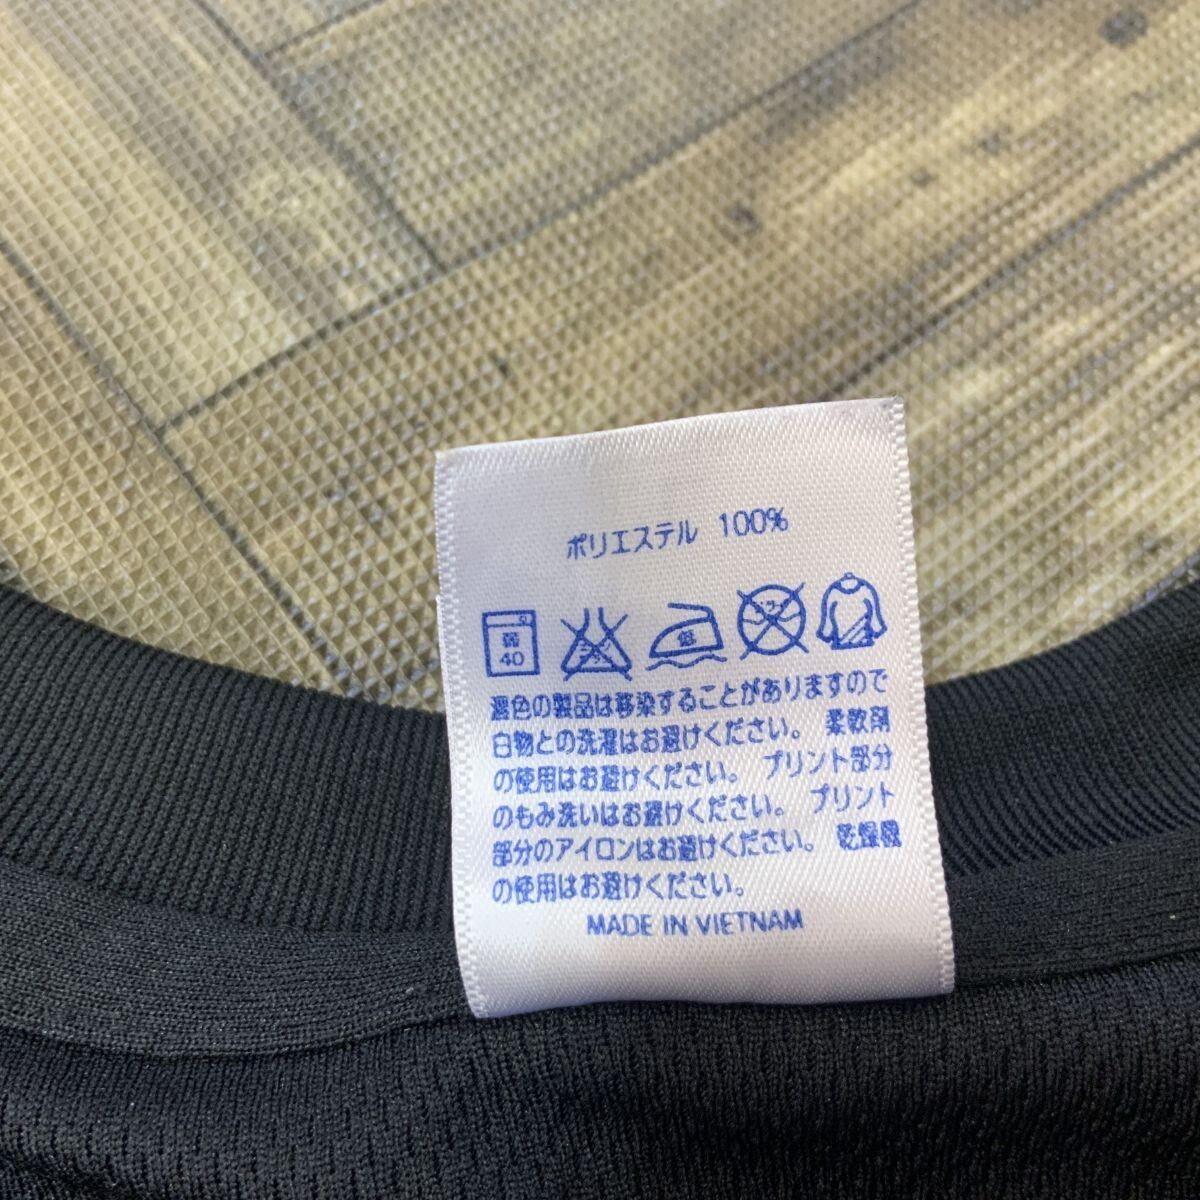 ポリエステル 100%
弱
40
低
濃色の製品は移染することがありますので
白物との洗濯はお避けください。 柔軟剤
の使用はお避けください。 プリント部分
のもみ洗いはお避けください。 プリント
部分のアイロンはお避けください。 乾燥機
の使用はお避けください。
MADE IN VIETNAM